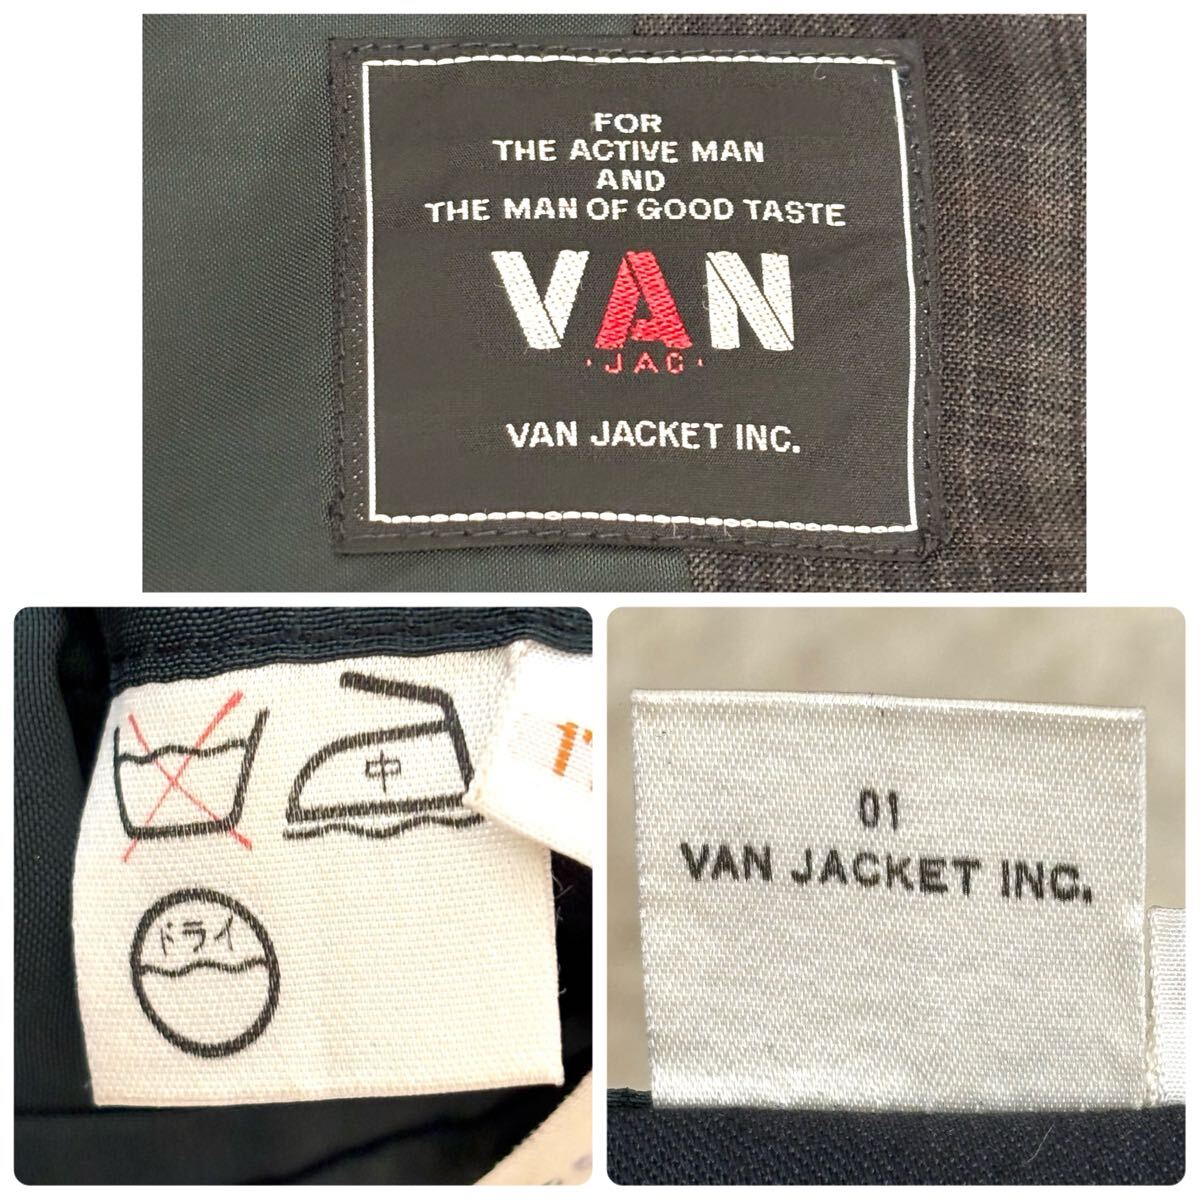 FOR
THE ACTIVE MAN
AND
THE MAN OF GOOD TASTE
VAN
·JAC·
VAN JACKET INC.
中
ドライ
01
VAN JACKET INC.